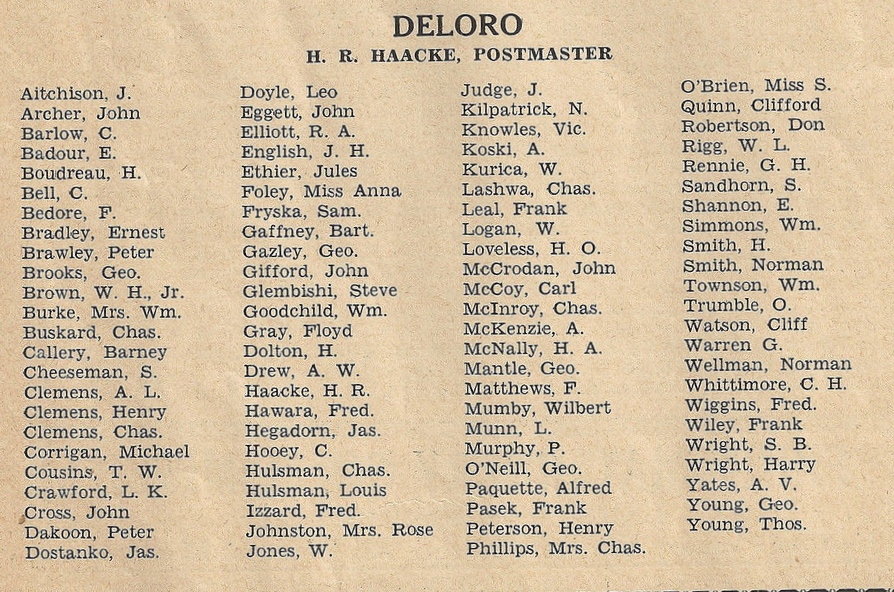 DELORO
H. R. HAACKE, POSTMASTER
Aitchison, J.
Archer, John
Barlow, C.
Badour, E.
Boudreau, H.
Bell, C.
Bedore, F.
Bradley, Ernest
Brawley, Peter
Brooks, Geo.
Brown, W. H., Jr.
Burke, Mrs. Wm.
Buskard, Chas.
Callery, Barney
Cheeseman, S.
Clemens, A. L.
Clemens, Henry
Clemens, Chas.
Corrigan, Michael
Cousins, T. W.
Crawford, L. K.
Cross, John
Dakoon, Peter
Dostanko, Jas.
Doyle, Leo
Eggett, John
Elliott, R. A.
English, J. H.
Ethier, Jules
Foley, Miss Anna
Fryska, Sam.
Gaffney, Bart.
Gazley, Geo.
Gifford, John
Glembishi, Steve
Goodchild, Wm.
Gray, Floyd
Dolton, H.
Drew, A. W.
Haacke, H. R.
Hawara, Fred.
Hegadorn, Jas.
Hooey, C.
Hulsman, Chas.
Hulsman, Louis
Izzard, Fred.
Johnston, Mrs. Rose
Jones, W.
Judge, J.
Kilpatrick, N.
Knowles, Vic.
Koski, A.
Kurica, W.
Lashwa, Chas.
Leal, Frank
Logan, W.
Loveless, H. O.
McCrodan, John
McCoy, Carl
McInroy, Chas.
McKenzie, A.
McNally, H. A.
Mantle, Geo.
Matthews, F.
Mumby, Wilbert
Munn, L.
Murphy, P.
O'Neill, Geo.
Paquette, Alfred
Pasek, Frank
Peterson, Henry
Phillips, Mrs. Chas.
O'Brien, Miss S.
Quinn, Clifford
Robertson, Don
Rigg, W. L.
Rennie, G. H.
Sandhorn, S.
Shannon, E.
Simmons, Wm.
Smith, H.
Smith, Norman
Townson, Wm.
Trumble, O.
Watson, Cliff
Warren G.
Wellman, Norman
Whittimore, C. H.
Wiggins, Fred.
Wiley, Frank
Wright, S. B.
Wright, Harry
Yates, A. V.
Young, Geo.
Young, Thos.